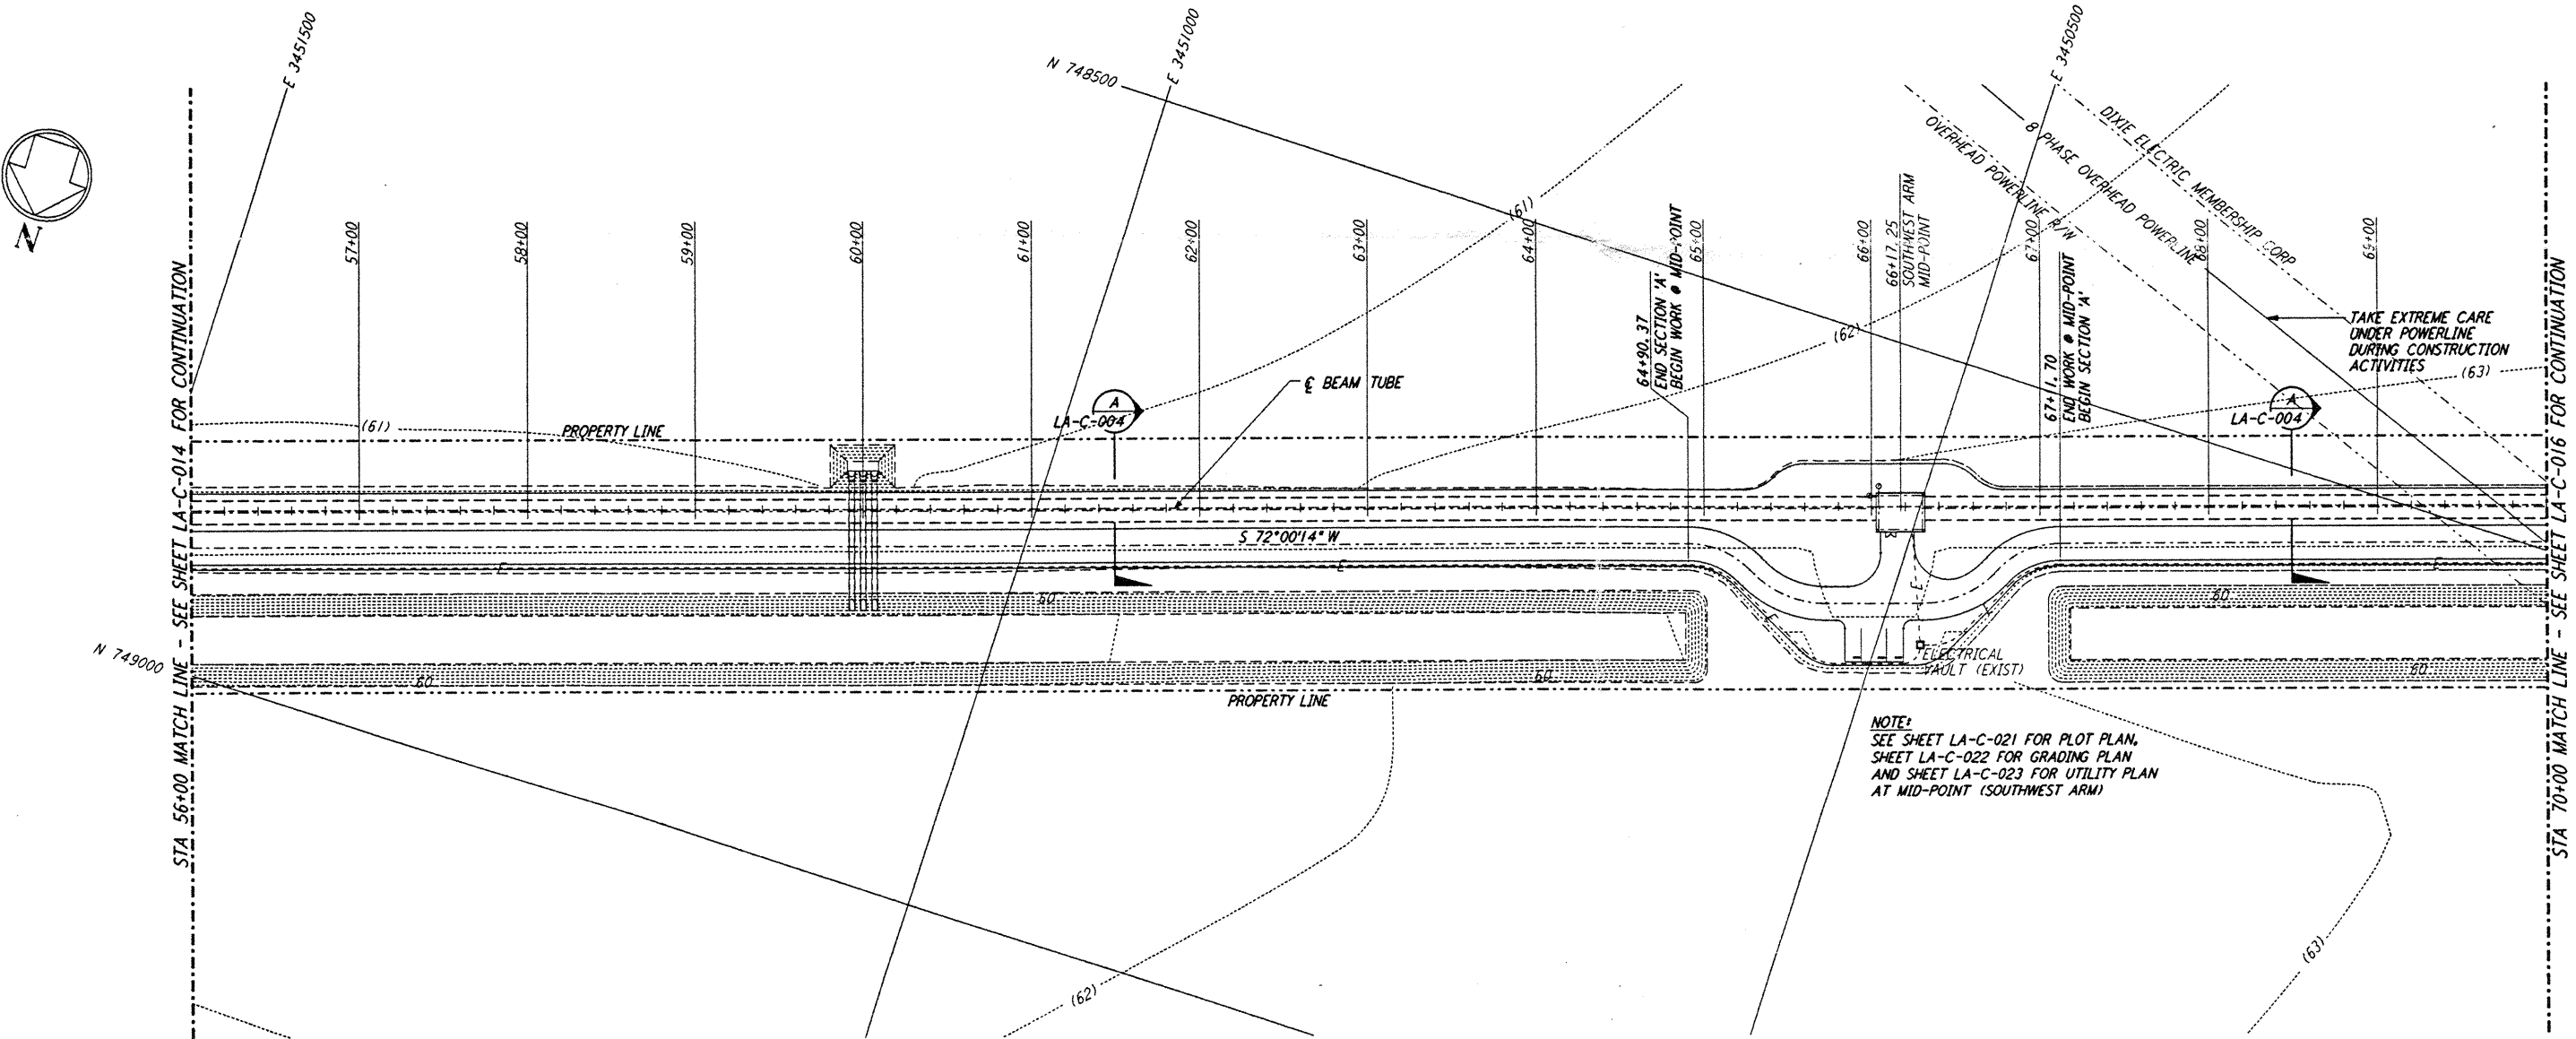 E 3451500
E 3451000
E 3450500
N 748500
N
DIXIE ELECTRIC MEMBERSHIP CORP
8 PHASE OVERHEAD POWERLINE
OVERHEAD POWERLINE R/W
57+00
58+00
59+00
60+00
61+00
62+00
63+00
64+00
65+00
66+00
67+00
68+00
69+00
66+17.25
SOUTHWEST ARM
MID-POINT
(61)
64+90.37
END SECTION 'A'
BEGIN WORK @ MID-POINT
67+11.70
END WORK @ MID-POINT
BEGIN SECTION 'A'
(62)
TAKE EXTREME CARE
UNDER POWERLINE
DURING CONSTRUCTION
ACTIVITIES
(63)
STA 56+00 MATCH LINE - SEE SHEET LA-C-014 FOR CONTINUATION
STA 70+00 MATCH LINE - SEE SHEET LA-C-016 FOR CONTINUATION
℄ BEAM TUBE
A
LA-C-004
A
LA-C-004
(61)
PROPERTY LINE
S 72°00'14" W
E
E
E
E
E
E
60
60
N 749000
ELECTRICAL
VAULT (EXIST)
60
60
60
PROPERTY LINE
NOTE:
SEE SHEET LA-C-021 FOR PLOT PLAN,
SHEET LA-C-022 FOR GRADING PLAN
AND SHEET LA-C-023 FOR UTILITY PLAN
AT MID-POINT (SOUTHWEST ARM)
(62)
(63)